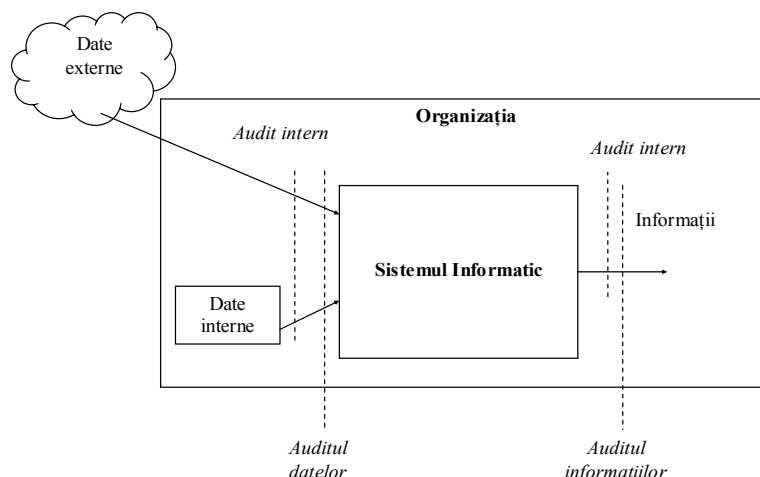 Date
externe
Organizația
Audit intern
Audit intern
Informații
Sistemul Informatic
Date
interne
Auditul
datelor
Auditul
informațiilor